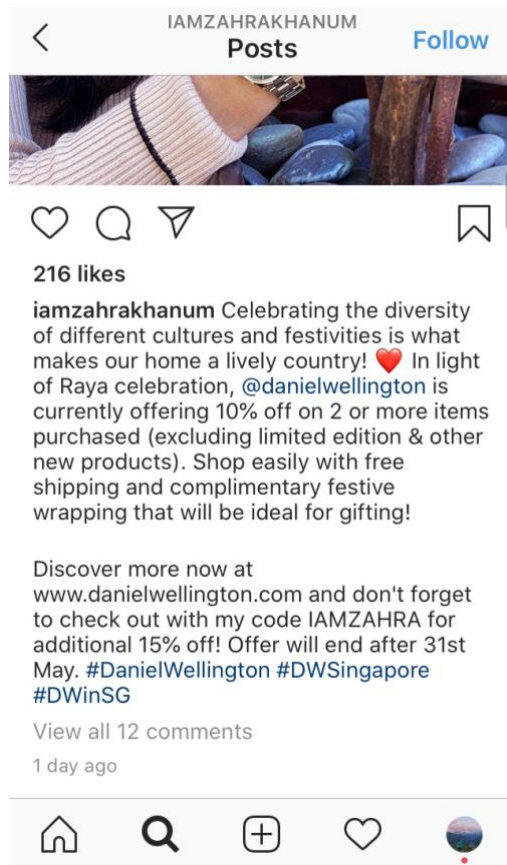 IAMZAHRAKHANUM
Posts
Follow
216 likes
iamzahrakhanum Celebrating the diversity
of different cultures and festivities is what
makes our home a lively country! ❤️ In light
of Raya celebration, @danielwellington is
currently offering 10% off on 2 or more items
purchased (excluding limited edition & other
new products). Shop easily with free
shipping and complimentary festive
wrapping that will be ideal for gifting!
Discover more now at
www.danielwellington.com and don't forget
to check out with my code IAMZAHRA for
additional 15% off! Offer will end after 31st
May. #DanielWellington #DWSingapore
#DWinSG
View all 12 comments
1 day ago